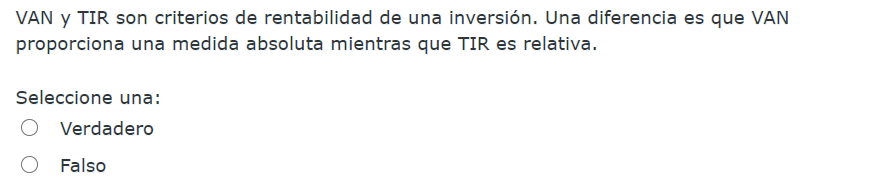 VAN y TIR son criterios de rentabilidad de una inversión. Una diferencia es que VAN
proporciona una medida absoluta mientras que TIR es relativa.
Seleccione una:
Verdadero
Falso